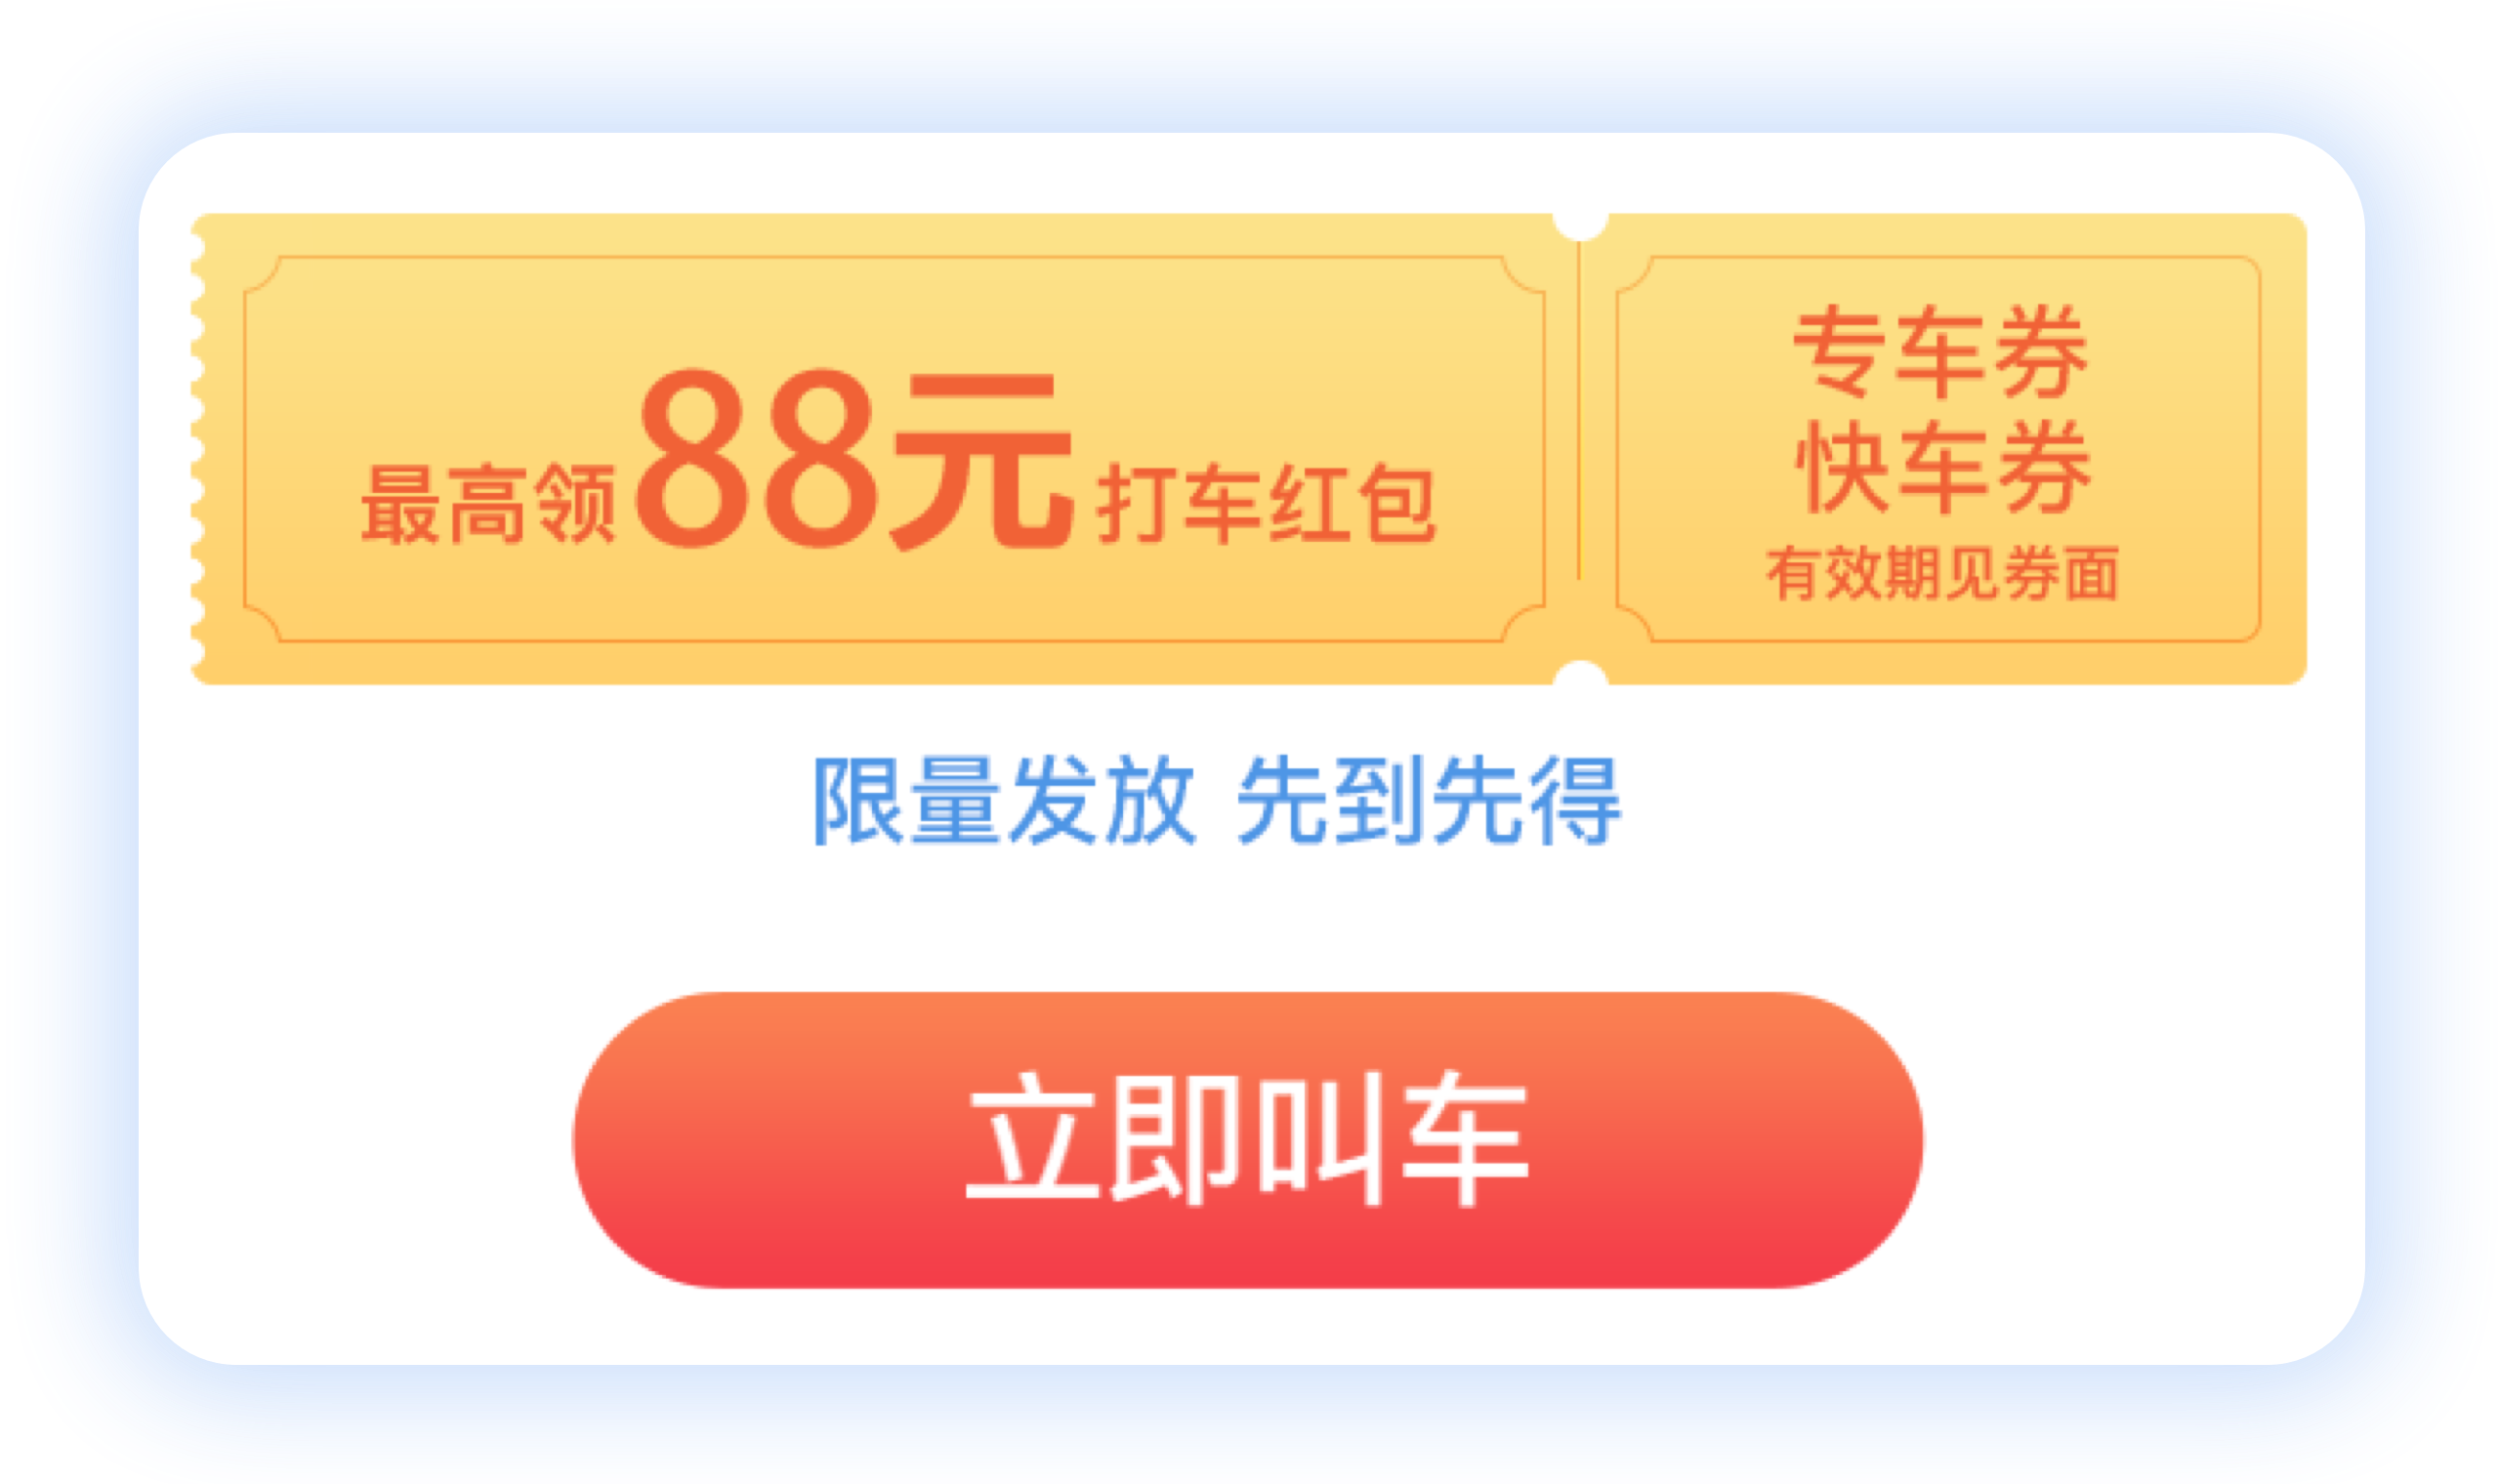 最高领88元打车红包
专车券
快车券
有效期见券面
限量发放 先到先得
立即叫车